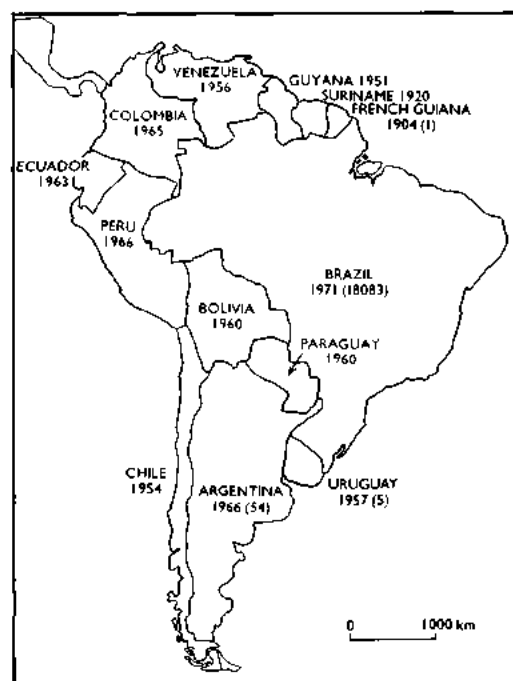 VENEZUELA
1956
GUYANA 1951
SURINAME 1920
FRENCH GUIANA
1904 (1)
COLOMBIA
1965
ECUADOR
1963
PERU
1966
BRAZIL
1971 (18083)
BOLIVIA
1960
PARAGUAY
1960
CHILE
1954
ARGENTINA
1966 (54)
URUGUAY
1957 (5)
0 1000 km